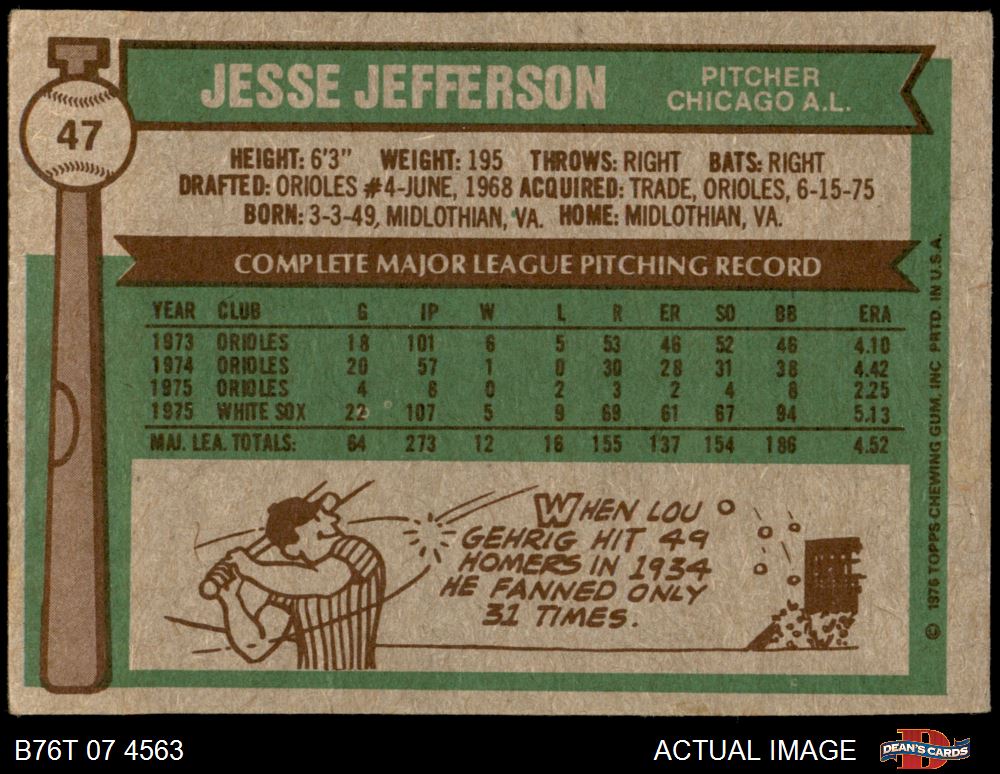 47
JESSE JEFFERSON
PITCHER
CHICAGO A.L.
HEIGHT: 6'3" WEIGHT: 195 THROWS: RIGHT BATS: RIGHT
DRAFTED: ORIOLES #4-JUNE, 1968 ACQUIRED: TRADE, ORIOLES, 6-15-75
BORN: 3-3-49, MIDLOTHIAN, VA. HOME: MIDLOTHIAN, VA.
COMPLETE MAJOR LEAGUE PITCHING RECORD
YEAR CLUB G IP W L R ER SO BB ERA
1973 ORIOLES 18 101 6 5 53 46 52 46 4.10
1974 ORIOLES 20 57 1 0 30 28 31 38 4.42
1975 ORIOLES 4 8 0 2 3 2 4 8 2.25
1975 WHITE SOX 22 107 5 9 69 61 67 94 5.13
MAJ. LEA. TOTALS: 64 273 12 16 155 137 154 186 4.52
WHEN LOU
GEHRIG HIT 49
HOMERS IN 1934
HE FANNED ONLY
31 TIMES.
© 1976 TOPPS CHEWING GUM, INC PRTD. IN U.S.A.
B76T 07 4563
ACTUAL IMAGE
DEAN'S CARDS